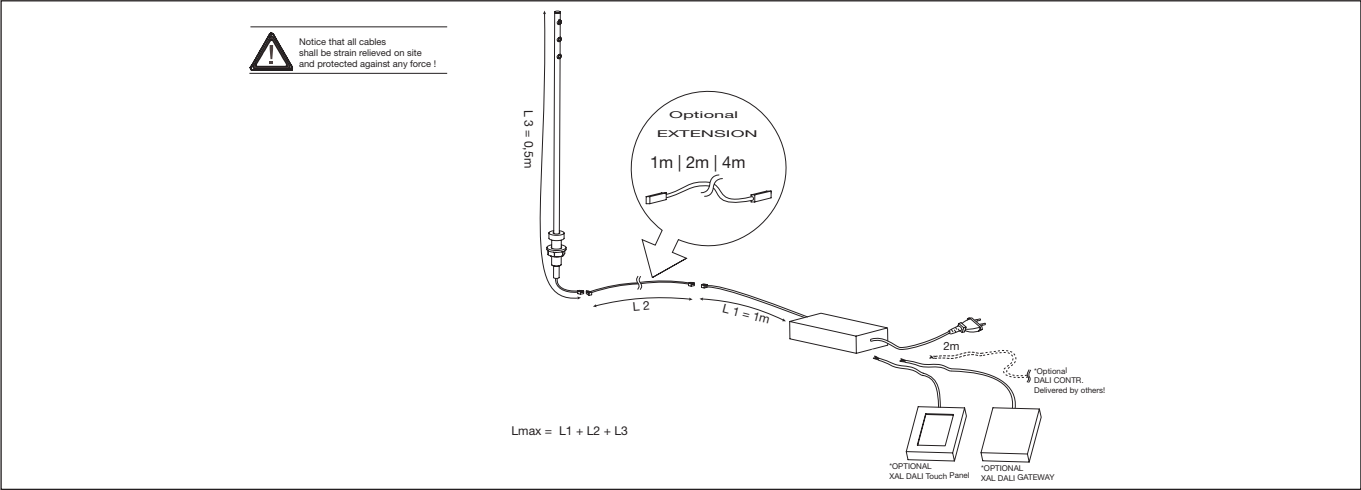 Notice that all cables
shall be strain relieved on site
and protected against any force !
L 3 = 0,5m
Optional
EXTENSION
1m | 2m | 4m
L 2
L 1 = 1m
2m
*Optional
DALI CONTR.
Delivered by others!
Lmax = L1 + L2 + L3
*OPTIONAL
XAL DALI Touch Panel
*OPTIONAL
XAL DALI GATEWAY